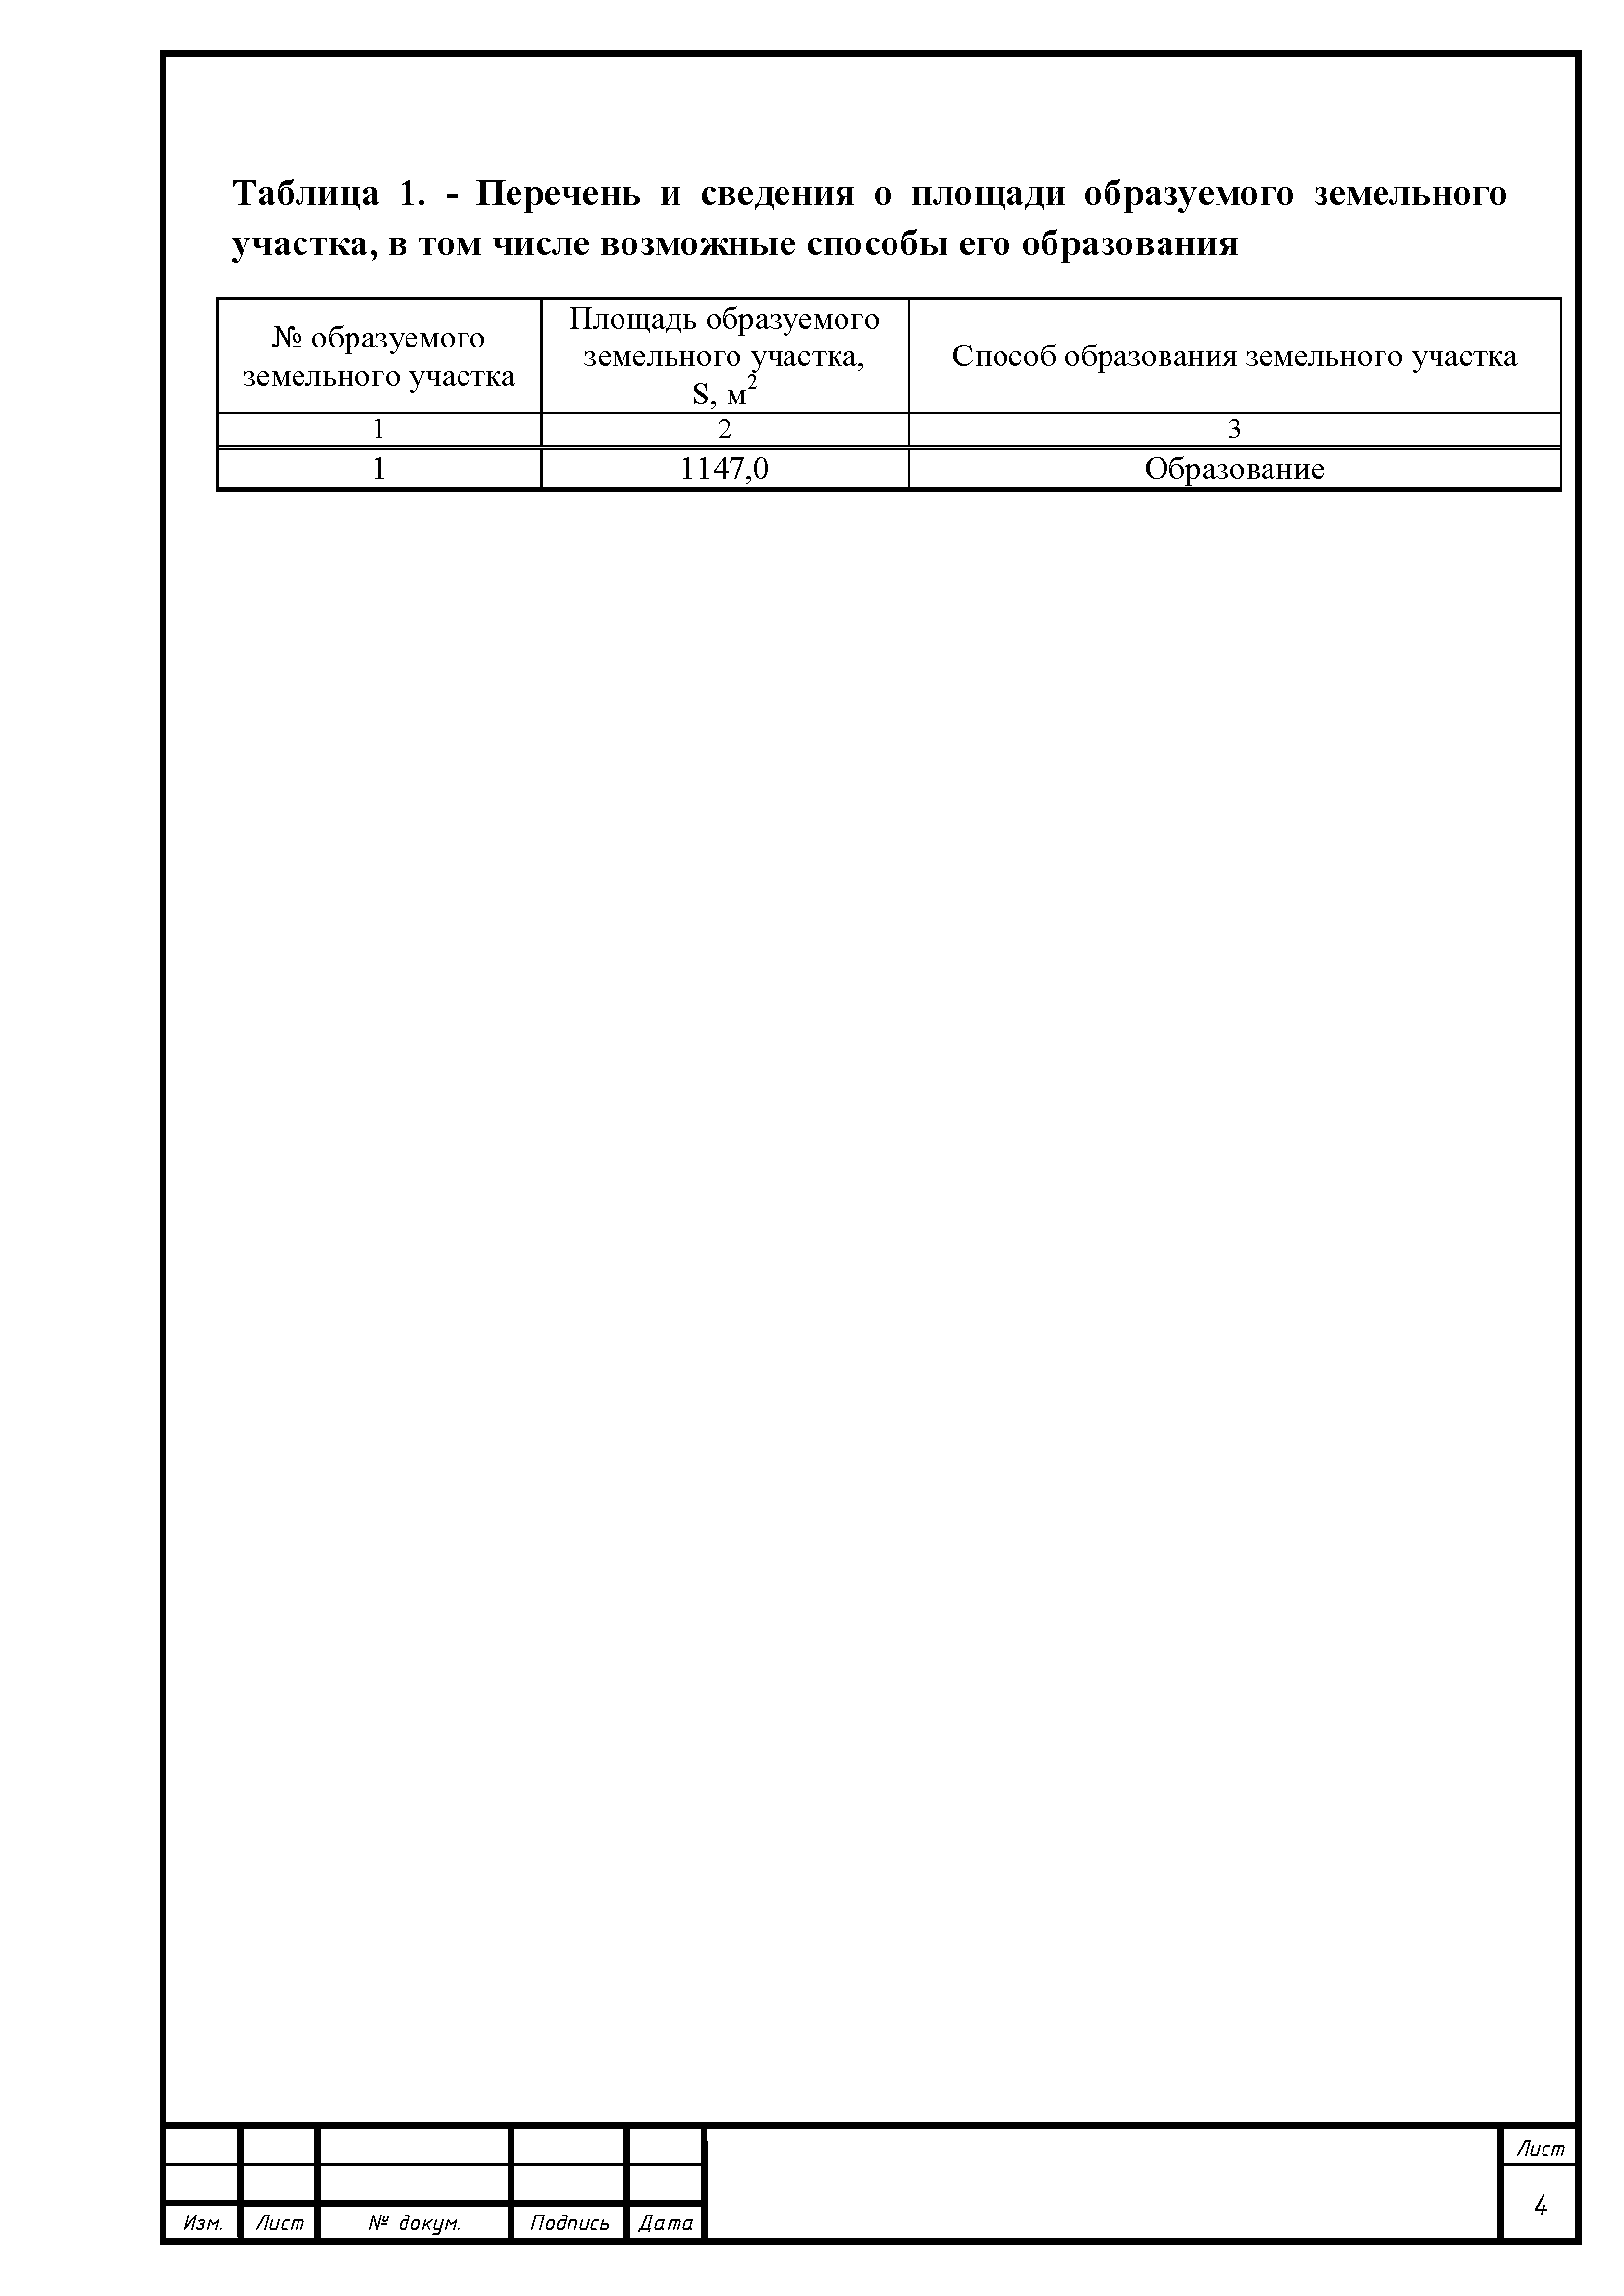 Таблица 1. - Перечень и сведения о площади образуемого земельного
участка, в том числе возможные способы его образования
№ образуемого
земельного участка
Площадь образуемого
земельного участка,
S, м²
Способ образования земельного участка
1
2
3
1
1147,0
Образование
Лист
4
Изм.
Лист
№ докум.
Подпись
Дата